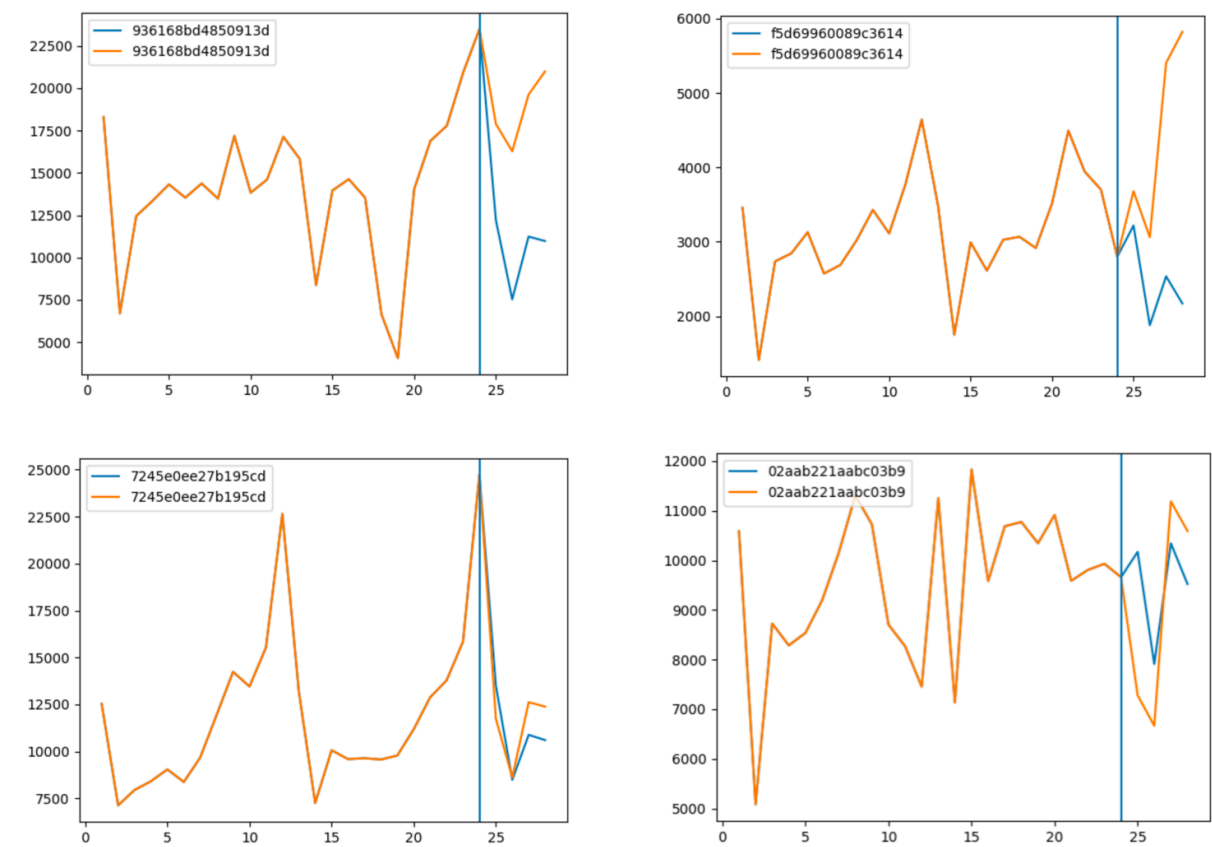 936168bd4850913d
936168bd4850913d
22500
20000
17500
15000
12500
10000
7500
5000
0 5 10 15 20 25
f5d69960089c3614
f5d69960089c3614
6000
5000
4000
3000
2000
0 5 10 15 20 25
7245e0ee27b195cd
7245e0ee27b195cd
25000
22500
20000
17500
15000
12500
10000
7500
0 5 10 15 20 25
02aab221aabc03b9
02aab221aabc03b9
12000
11000
10000
9000
8000
7000
6000
5000
0 5 10 15 20 25